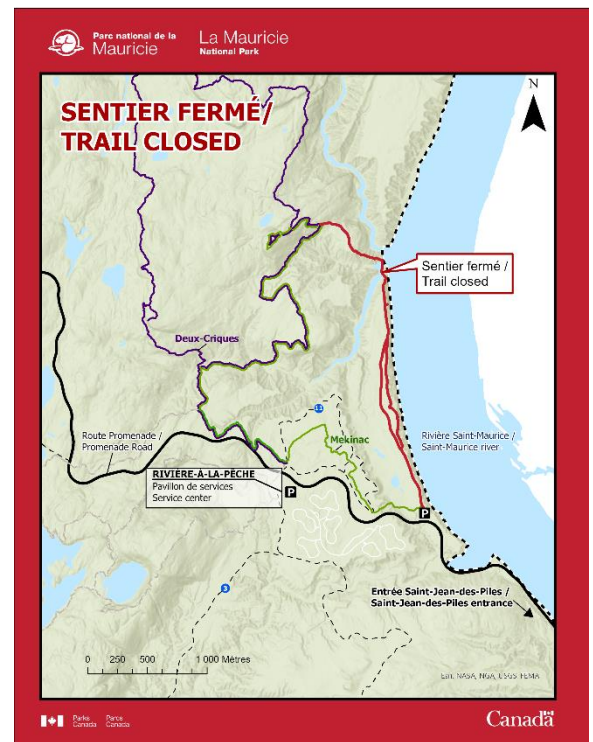 Parc national de la
Mauricie
La Mauricie
National Park
SENTIER FERMÉ/
TRAIL CLOSED
N
Sentier fermé /
Trail closed
Deux-Criques
11
Mekinac
Route Promenade /
Promenade Road
Rivière Saint-Maurice /
Saint-Maurice river
RIVIÈRE-À-LA-PÊCHE
Pavillon de services
Service center
P
P
3
Entrée Saint-Jean-des-Piles /
Saint-Jean-des-Piles entrance
0 250 500 1 000 Mètres
Esri, NASA, NGA, USGS, FEMA
Parks Canada
Parcs Canada
Canada